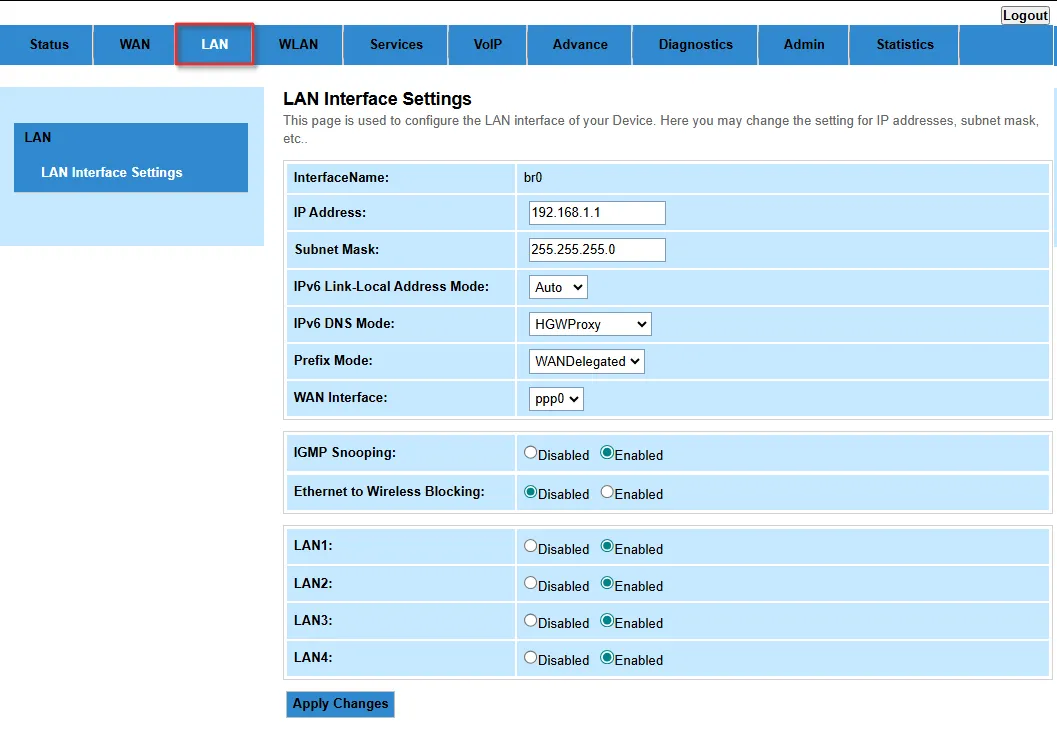 Logout
Status WAN LAN WLAN Services VoIP Advance Diagnostics Admin Statistics
LAN
LAN Interface Settings
LAN Interface Settings
This page is used to configure the LAN interface of your Device. Here you may change the setting for IP addresses, subnet mask,
etc..
InterfaceName: br0
IP Address: 192.168.1.1
Subnet Mask: 255.255.255.0
IPv6 Link-Local Address Mode: Auto
IPv6 DNS Mode: HGWProxy
Prefix Mode: WANDelegated
WAN Interface: ppp0
IGMP Snooping: Disabled Enabled
Ethernet to Wireless Blocking: Disabled Enabled
LAN1: Disabled Enabled
LAN2: Disabled Enabled
LAN3: Disabled Enabled
LAN4: Disabled Enabled
Apply Changes